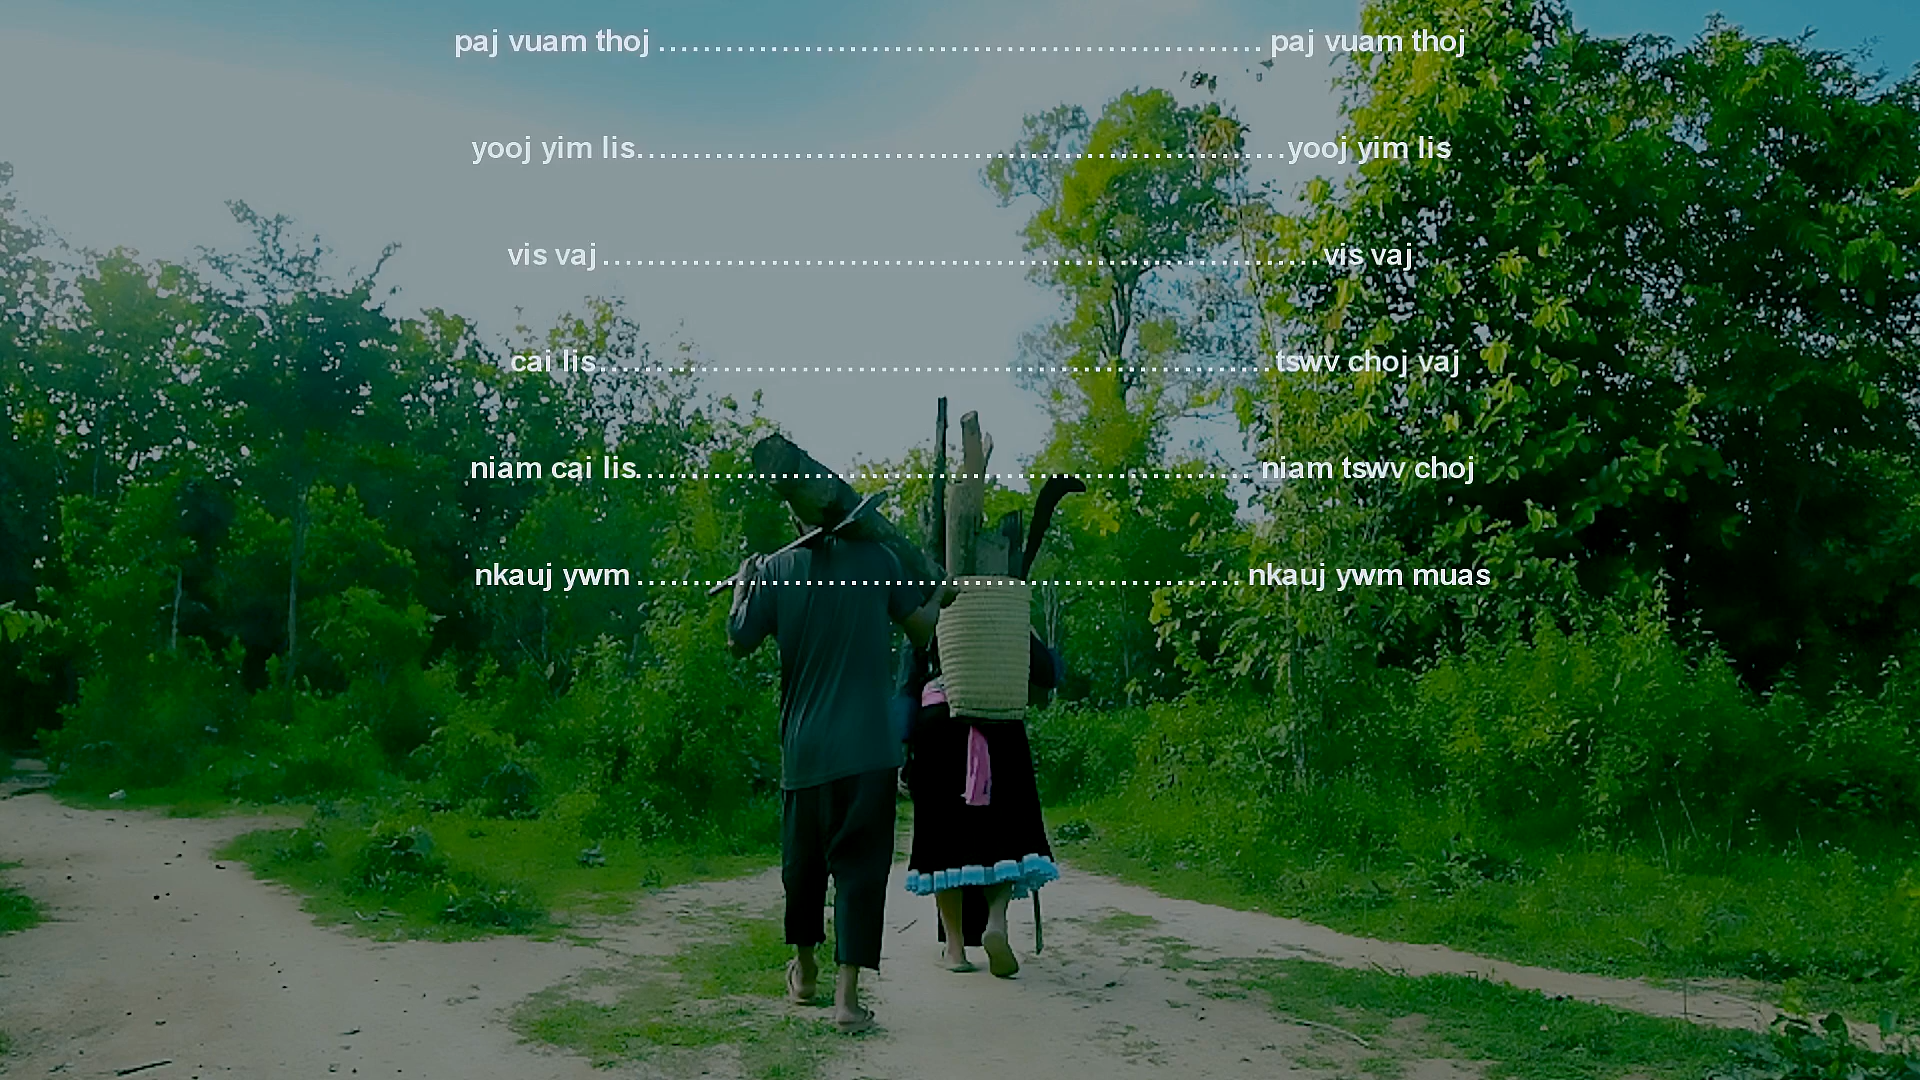 paj vuam thoj ................................................................ paj vuam thoj
yooj yim lis.....................................................................yooj yim lis
vis vaj............................................................................vis vaj
cai lis.......................................................................tswv choj vaj
niam cai lis................................................................. niam tswv choj
nkauj ywm ................................................................ nkauj ywm muas